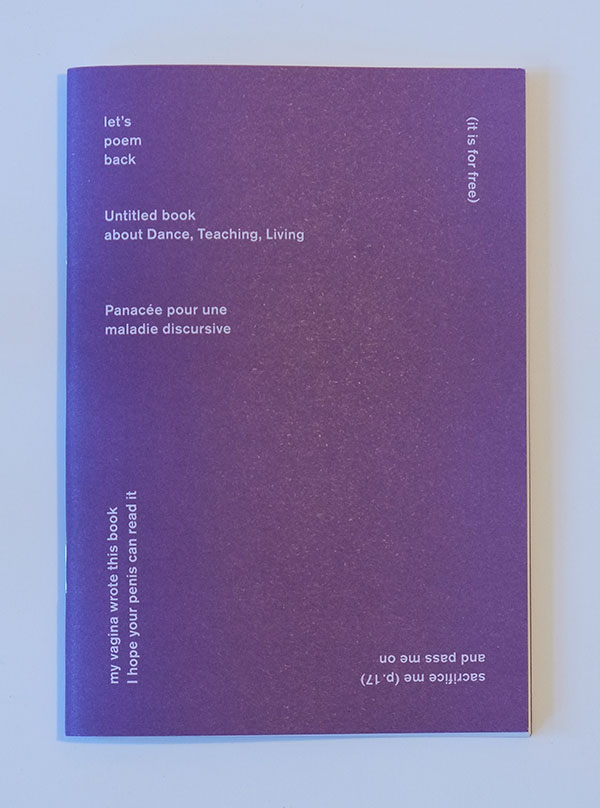 let's
poem
back
(it is for free)
Untitled book
about Dance, Teaching, Living
Panacée pour une
maladie discursive
my vagina wrote this book
I hope your penis can read it
sacrifice me (p.17)
and pass me on